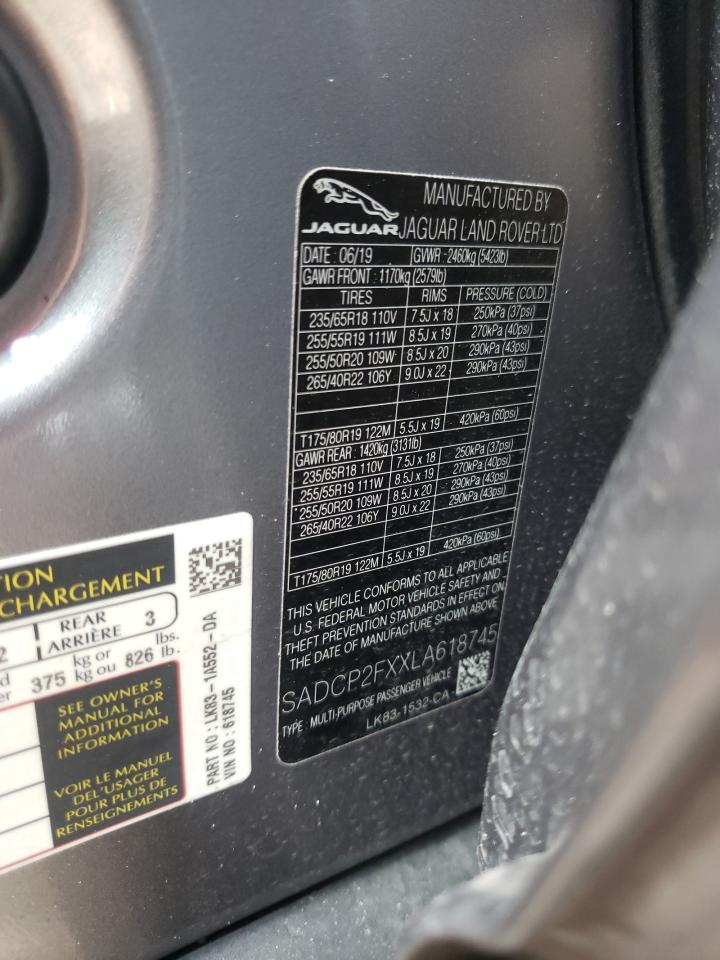 JAGUAR
MANUFACTURED BY
JAGUAR LAND ROVER LTD
DATE : 06/19 GVWR - 2460kg (5423lb)
GAWR FRONT : 1170kg (2579lb)
TIRES RIMS PRESSURE (COLD)
235/65R18 110V 7.5J x 18 250kPa (37psi)
255/55R19 111W 8.5J x 19 270kPa (40psi)
255/50R20 109W 8.5J x 20 290kPa (43psi)
265/40R22 106Y 9.0J x 22 290kPa (43psi)
T175/80R19 122M 5.5J x 19 420kPa (60psi)
GAWR REAR : 1420kg (3131lb)
235/65R18 110V 7.5J x 18 250kPa (37psi)
255/55R19 111W 8.5J x 19 270kPa (40psi)
255/50R20 109W 8.5J x 20 290kPa (43psi)
265/40R22 106Y 9.0J x 22 290kPa (43psi)
T175/80R19 122M 5.5J x 19 420kPa (60psi)
THIS VEHICLE CONFORMS TO ALL APPLICABLE
U.S. FEDERAL MOTOR VEHICLE SAFETY AND
THEFT PREVENTION STANDARDS IN EFFECT ON
THE DATE OF MANUFACTURE SHOWN ABOVE
SADCP2FXXLA618745
TYPE : MULTI-PURPOSE PASSENGER VEHICLE
LK83-1532-CA
TION
CHARGEMENT
2 REAR 3
ARRIÈRE
kg or lbs.
375 kg ou 826 lb.
SEE OWNER'S
MANUAL FOR
ADDITIONAL
INFORMATION
VOIR LE MANUEL
DEL'USAGER
POUR PLUS DE
RENSEIGNEMENTS
PART NO : LK83-1A552-DA
VIN NO : 618745